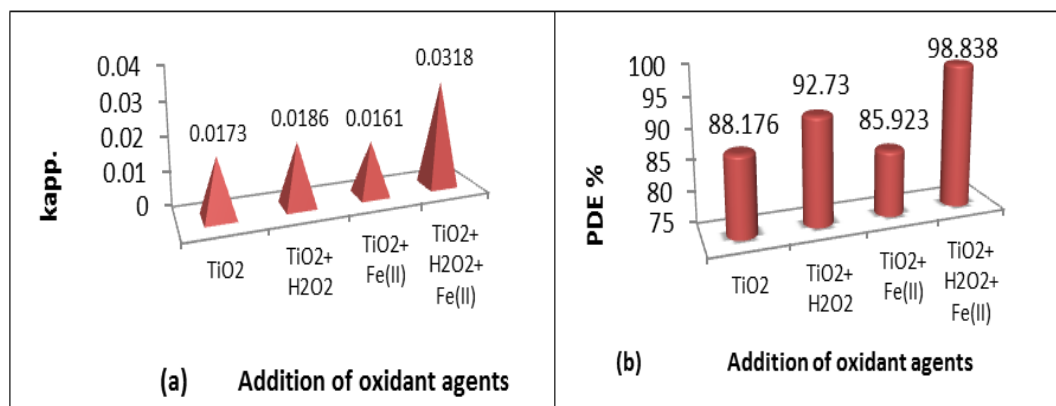 0.04
0.03
0.02
0.01
0
kapp.
0.0173
0.0186
0.0161
0.0318
TiO2
TiO2+
H2O2
TiO2+
Fe(II)
TiO2+
H2O2+
Fe(II)
(a) Addition of oxidant agents
100
95
90
85
80
75
PDE %
88.176
92.73
85.923
98.838
TiO2
TiO2+
H2O2
TiO2+
Fe(II)
TiO2+
H2O2+
Fe(II)
(b) Addition of oxidant agents